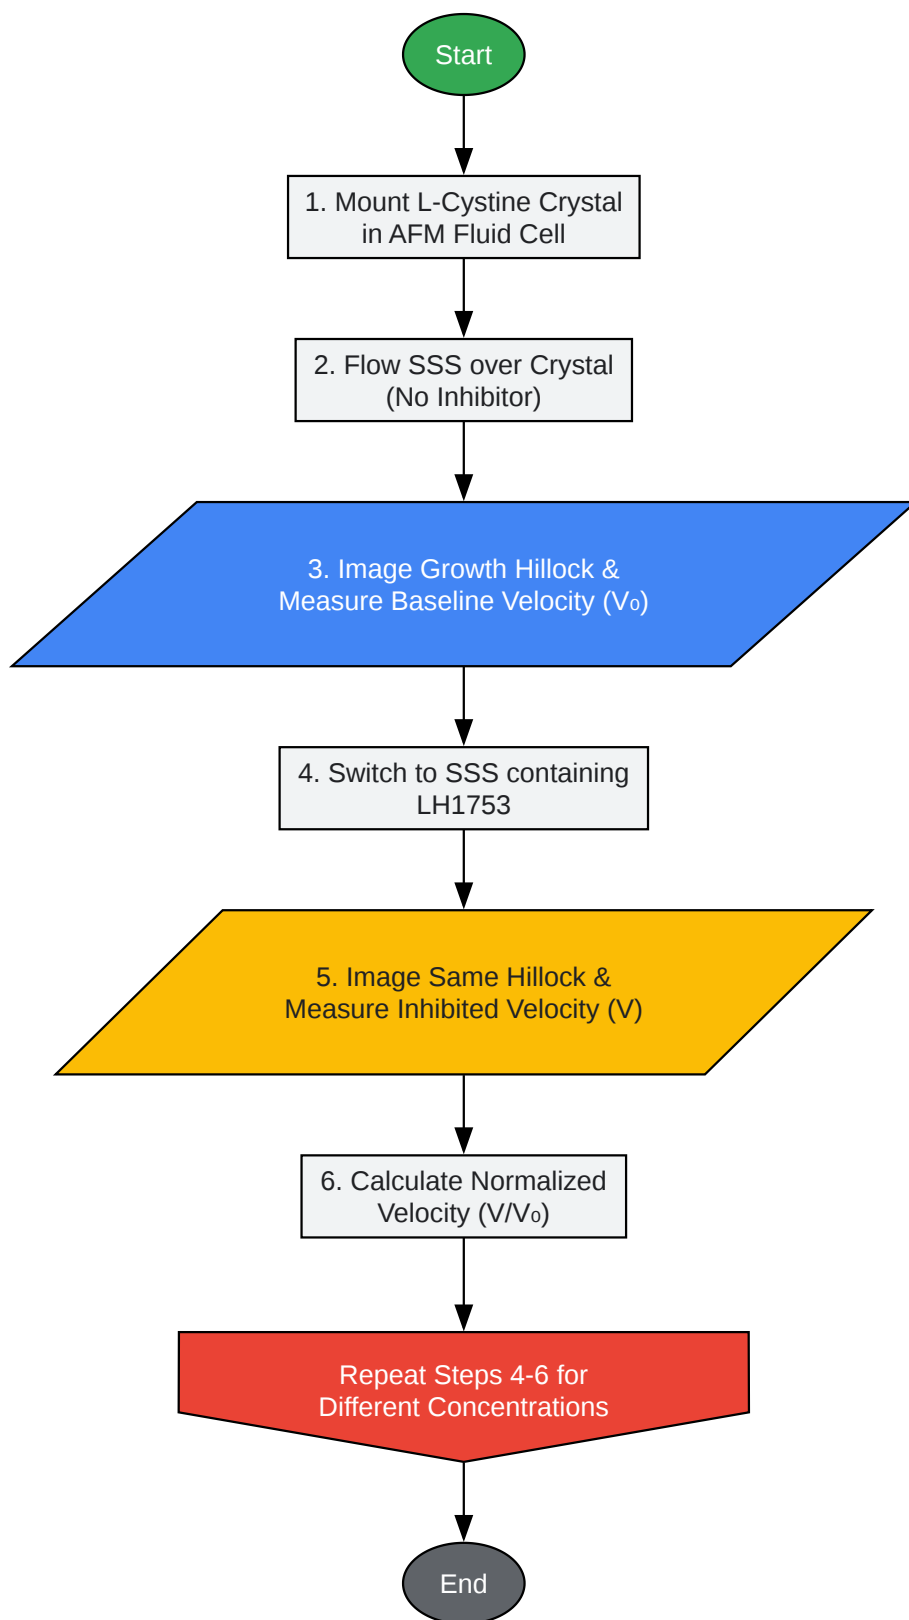 Start
1. Mount L-Cystine Crystal
in AFM Fluid Cell
2. Flow SSS over Crystal
(No Inhibitor)
3. Image Growth Hillock &
Measure Baseline Velocity (V₀)
4. Switch to SSS containing
LH1753
5. Image Same Hillock &
Measure Inhibited Velocity (V)
6. Calculate Normalized
Velocity (V/V₀)
Repeat Steps 4-6 for
Different Concentrations
End